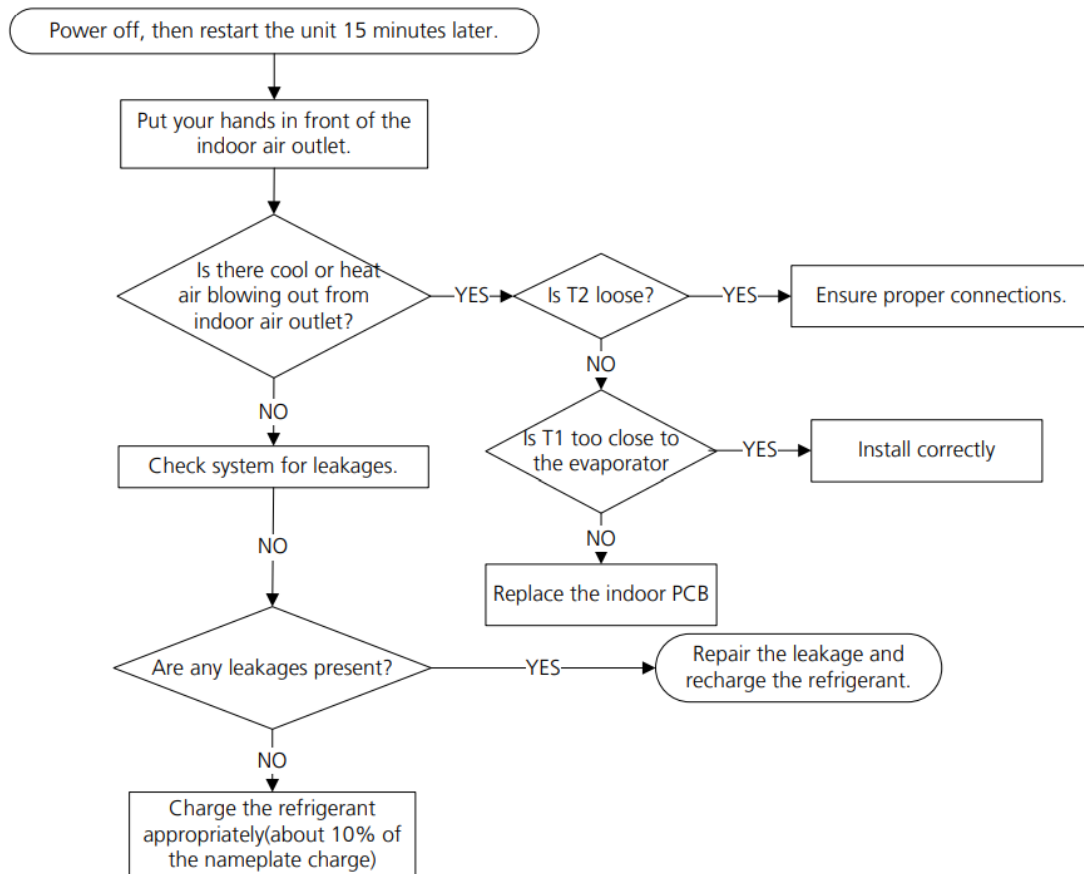 Power off, then restart the unit 15 minutes later.
Put your hands in front of the
indoor air outlet.
Is there cool or heat
air blowing out from
indoor air outlet?
YES
Is T2 loose?
YES
Ensure proper connections.
NO
NO
Is T1 too close to
the evaporator
YES
Install correctly
Check system for leakages.
NO
NO
Replace the indoor PCB
Are any leakages present?
YES
Repair the leakage and
recharge the refrigerant.
NO
Charge the refrigerant
appropriately(about 10% of
the nameplate charge)